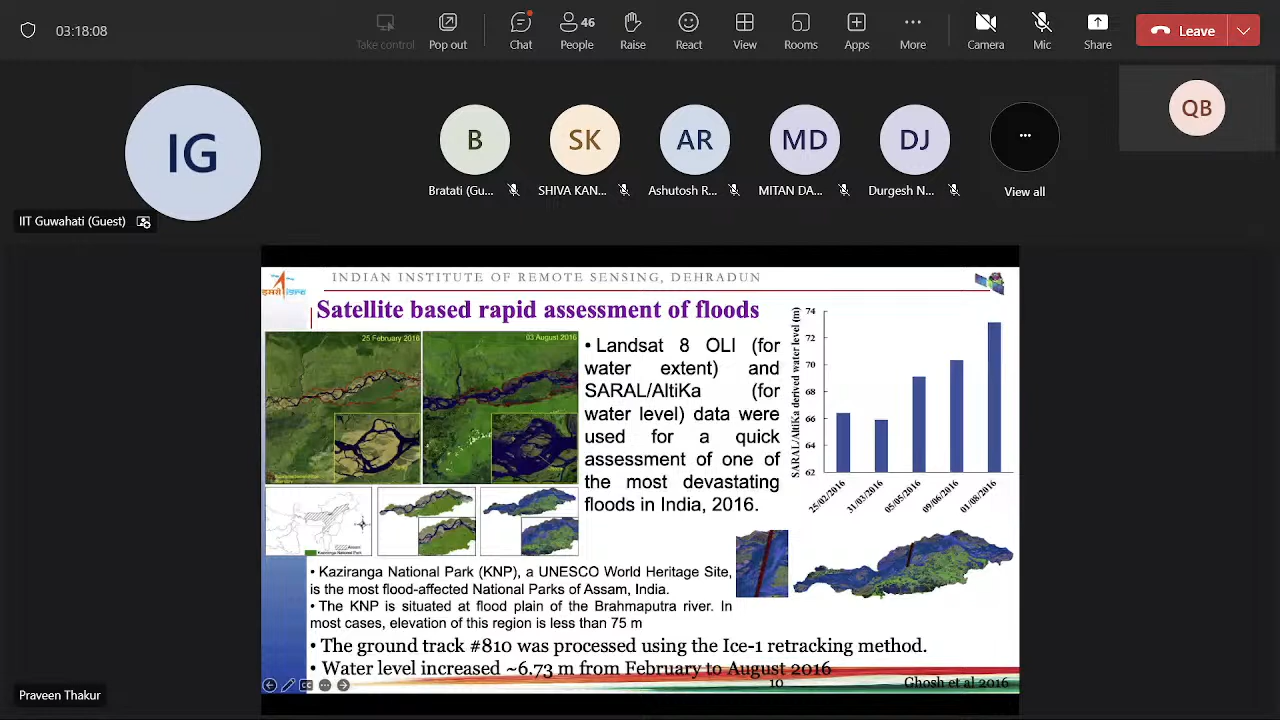 03:18:08
Take control
Pop out
Chat
46
People
Raise
React
View
Rooms
Apps
More
Camera
Mic
Share
Leave
IG
B
SK
AR
MD
DJ
QB
Bratati (Gu...
SHIVA KAN...
Ashutosh R...
MITAN DA...
Durgesh N...
View all
IIT Guwahati (Guest)
INDIAN INSTITUTE OF REMOTE SENSING, DEHRADUN
Satellite based rapid assessment of floods
25 February 2016
03 August 2016
• Landsat 8 OLI (for
water extent) and
SARAL/AltiKa (for
water level) data were
used for a quick
assessment of one of
the most devastating
floods in India, 2016.
SARAL/AltiKa derived water level (m)
74
72
70
68
66
64
62
25/02/2016
31/03/2016
05/05/2016
09/06/2016
01/08/2016
Assam
Kaziranga National Park
• Kaziranga National Park (KNP), a UNESCO World Heritage Site,
is the most flood-affected National Parks of Assam, India.
• The KNP is situated at flood plain of the Brahmaputra river. In
most cases, elevation of this region is less than 75 m
• The ground track #810 was processed using the Ice-1 retracking method.
• Water level increased ~6.73 m from February to August 2016
10
Ghosh et al 2016
Praveen Thakur